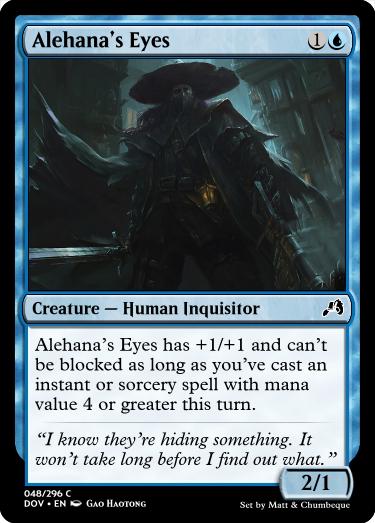 Alehana's Eyes 1
Creature — Human Inquisitor
Alehana's Eyes has +1/+1 and can't
be blocked as long as you've cast an
instant or sorcery spell with mana
value 4 or greater this turn.
“I know they're hiding something. It
won't take long before I find out what.”
2/1
048/296 C
DOV • EN Gao Haotong
Set by Matt & Chumbeque